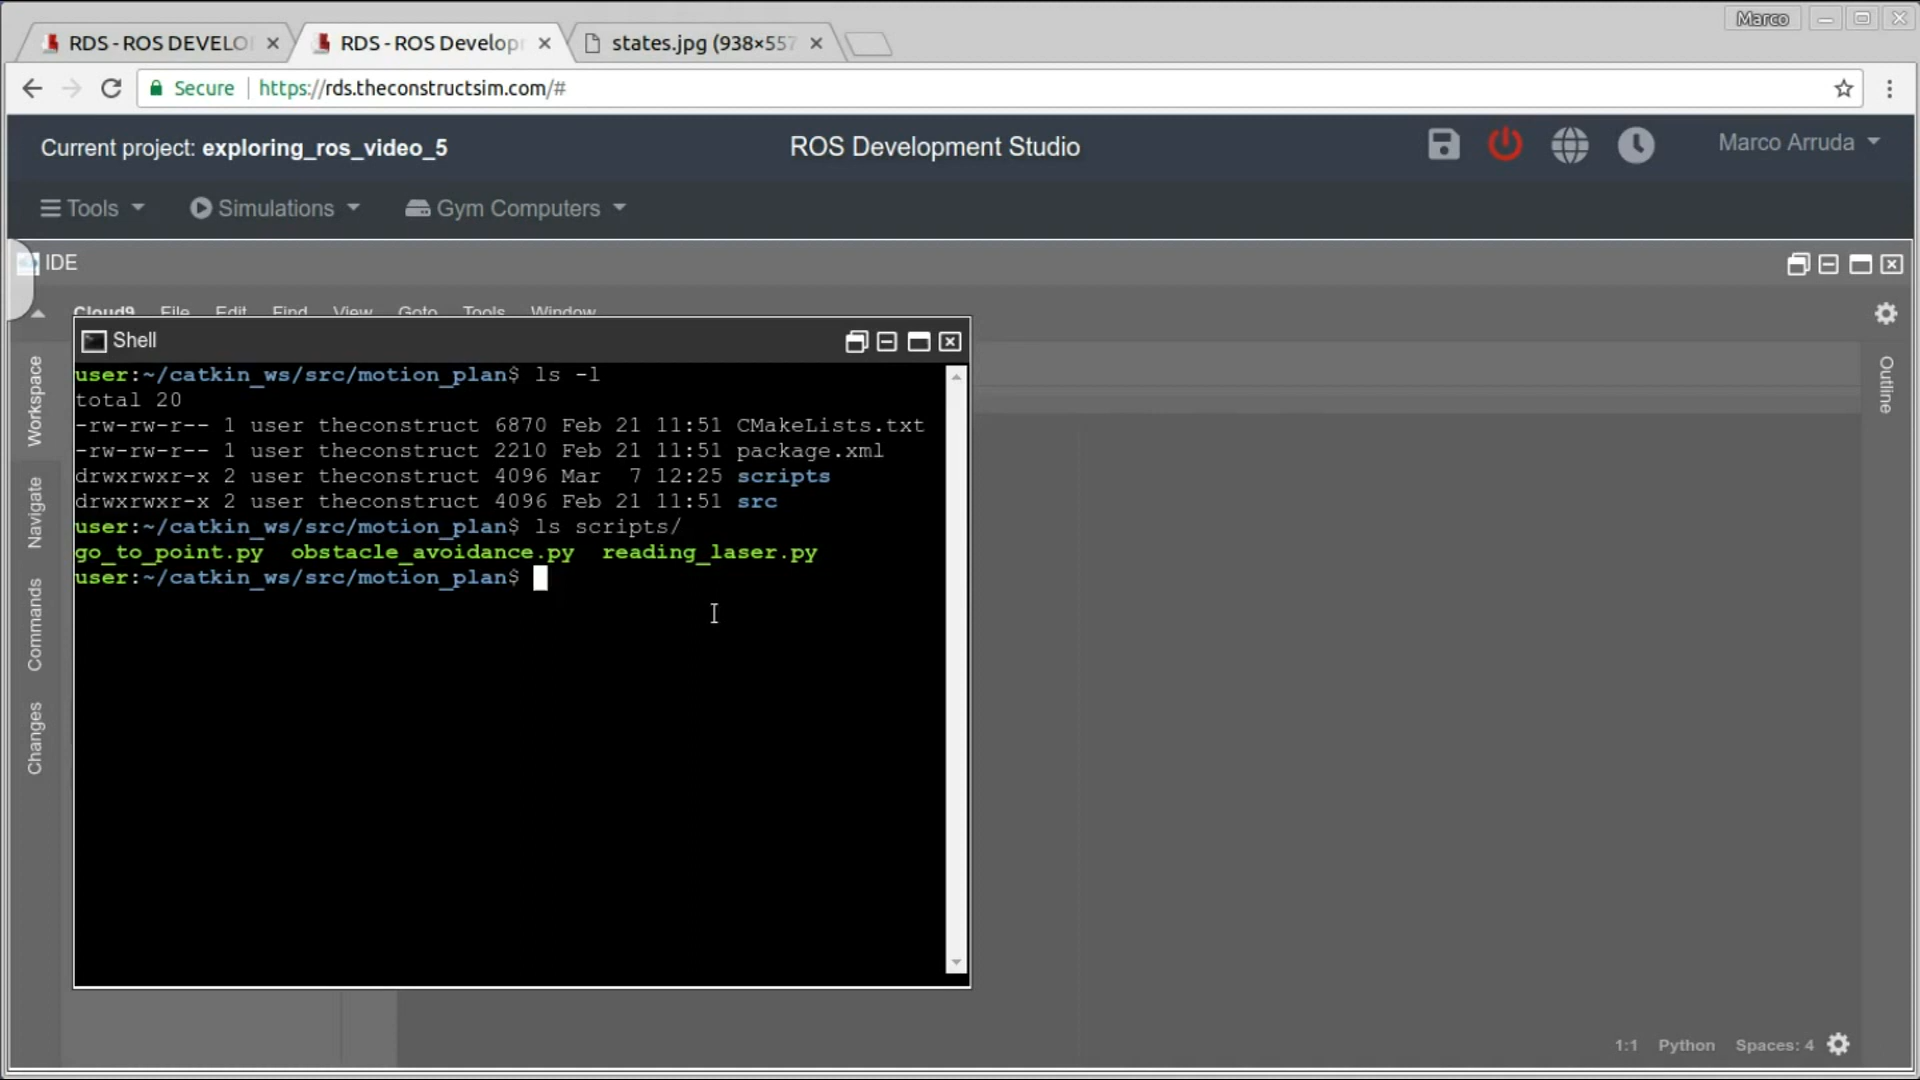 Marco
RDS - ROS DEVELO
RDS - ROS Develop
states.jpg (938×557
Secure
https://rds.theconstructsim.com/#
Current project: exploring_ros_video_5
ROS Development Studio
Marco Arruda
Tools
Simulations
Gym Computers
IDE
Cloud9 File Edit Find View Goto Tools Window
Shell
Workspace
Navigate
Commands
Changes
Outline
user:~/catkin_ws/src/motion_plan$ ls -l
total 20
-rw-rw-r-- 1 user theconstruct 6870 Feb 21 11:51 CMakeLists.txt
-rw-rw-r-- 1 user theconstruct 2210 Feb 21 11:51 package.xml
drwxrwxr-x 2 user theconstruct 4096 Mar  7 12:25 scripts
drwxrwxr-x 2 user theconstruct 4096 Feb 21 11:51 src
user:~/catkin_ws/src/motion_plan$ ls scripts/
go_to_point.py  obstacle_avoidance.py  reading_laser.py
user:~/catkin_ws/src/motion_plan$
1:1 Python Spaces: 4